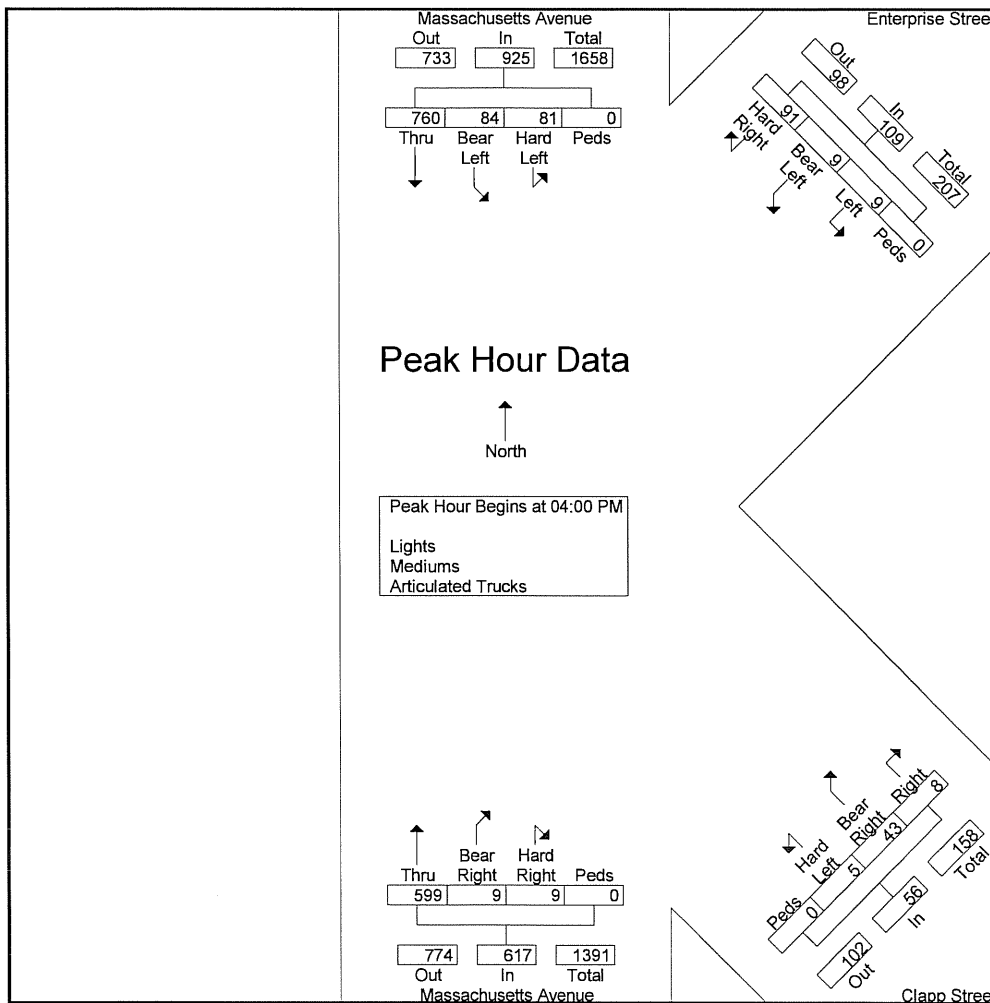 Massachusetts Avenue
Out In Total
733 925 1658
760 84 81 0
Thru Bear Left Hard Left Peds
Enterprise Stree
Out 98
In 109
Total 207
91 9 9 0
Hard Right Bear Left Left Peds
Peak Hour Data
North
Peak Hour Begins at 04:00 PM
Lights
Mediums
Articulated Trucks
Right 8
Bear Right 43
Hard Left 5
Peds 0
158 Total
56 In
102 Out
Clapp Stree
Thru Bear Right Hard Right Peds
599 9 9 0
774 617 1391
Out In Total
Massachusetts Avenue